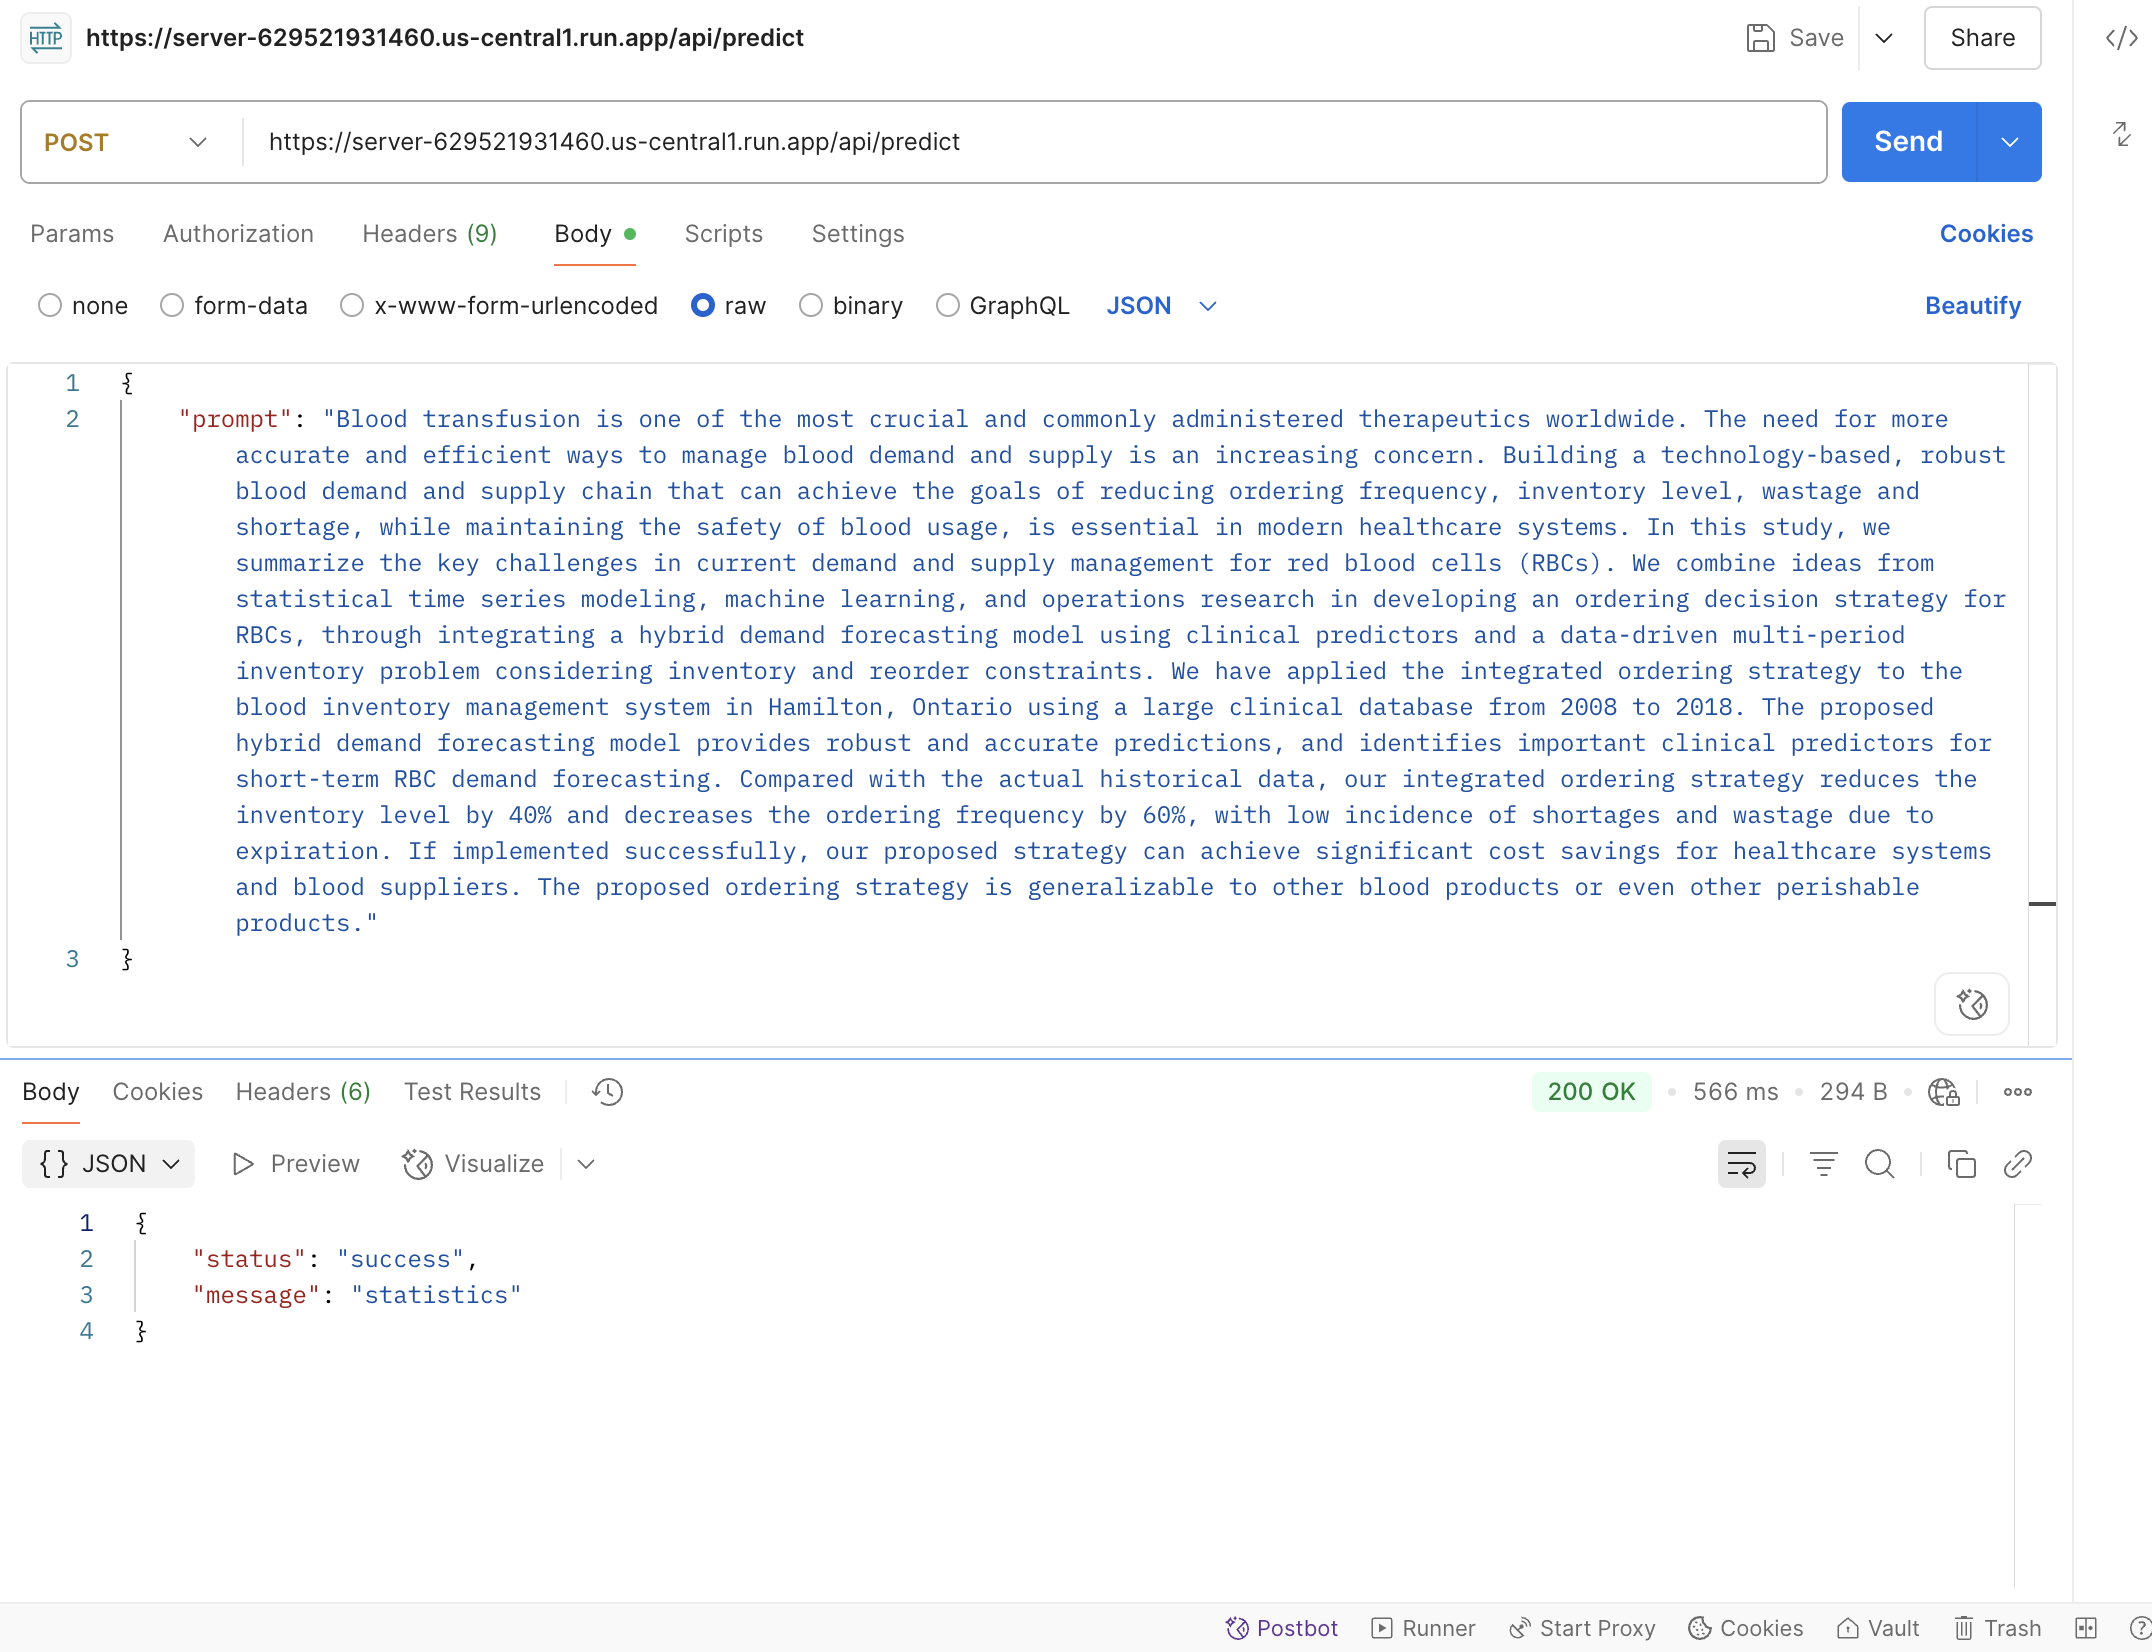 HTTP https://server-629521931460.us-central1.run.app/api/predict Save Share
POST https://server-629521931460.us-central1.run.app/api/predict Send
Params Authorization Headers (9) Body Scripts Settings Cookies
none form-data x-www-form-urlencoded raw binary GraphQL JSON Beautify
1 {
2 "prompt": "Blood transfusion is one of the most crucial and commonly administered therapeutics worldwide. The need for more
accurate and efficient ways to manage blood demand and supply is an increasing concern. Building a technology-based, robust
blood demand and supply chain that can achieve the goals of reducing ordering frequency, inventory level, wastage and
shortage, while maintaining the safety of blood usage, is essential in modern healthcare systems. In this study, we
summarize the key challenges in current demand and supply management for red blood cells (RBCs). We combine ideas from
statistical time series modeling, machine learning, and operations research in developing an ordering decision strategy for
RBCs, through integrating a hybrid demand forecasting model using clinical predictors and a data-driven multi-period
inventory problem considering inventory and reorder constraints. We have applied the integrated ordering strategy to the
blood inventory management system in Hamilton, Ontario using a large clinical database from 2008 to 2018. The proposed
hybrid demand forecasting model provides robust and accurate predictions, and identifies important clinical predictors for
short-term RBC demand forecasting. Compared with the actual historical data, our integrated ordering strategy reduces the
inventory level by 40% and decreases the ordering frequency by 60%, with low incidence of shortages and wastage due to
expiration. If implemented successfully, our proposed strategy can achieve significant cost savings for healthcare systems
and blood suppliers. The proposed ordering strategy is generalizable to other blood products or even other perishable
products."
3 }
Body Cookies Headers (6) Test Results 200 OK • 566 ms • 294 B •
{} JSON Preview Visualize
1 {
2 "status": "success",
3 "message": "statistics"
4 }
Postbot Runner Start Proxy Cookies Vault Trash